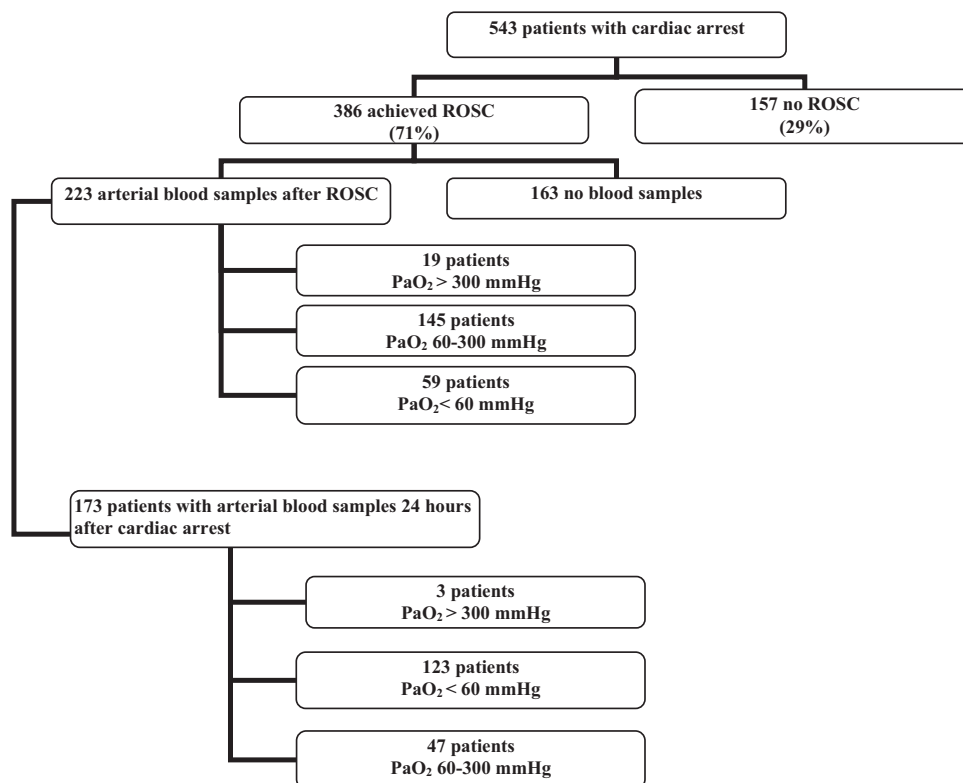 543 patients with cardiac arrest
386 achieved ROSC
(71%)
157 no ROSC
(29%)
223 arterial blood samples after ROSC
163 no blood samples
19 patients
PaO₂ > 300 mmHg
145 patients
PaO₂ 60-300 mmHg
59 patients
PaO₂< 60 mmHg
173 patients with arterial blood samples 24 hours
after cardiac arrest
3 patients
PaO₂ > 300 mmHg
123 patients
PaO₂ < 60 mmHg
47 patients
PaO₂ 60-300 mmHg